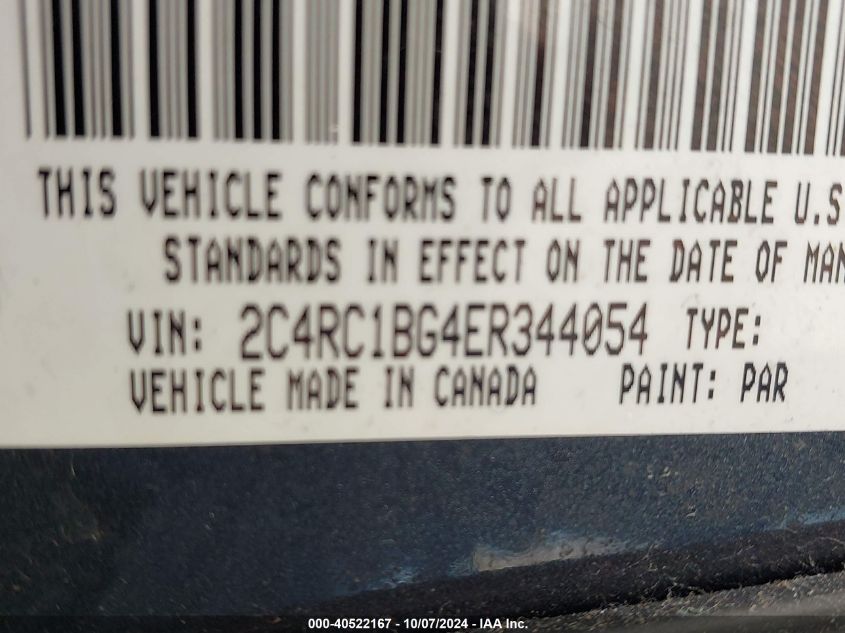 THIS VEHICLE CONFORMS TO ALL APPLICABLE U.S
STANDARDS IN EFFECT ON THE DATE OF MAN
VIN: 2C4RC1BG4ER344054 TYPE:
VEHICLE MADE IN CANADA PAINT: PAR
000-40522167 - 10/07/2024 - IAA Inc.